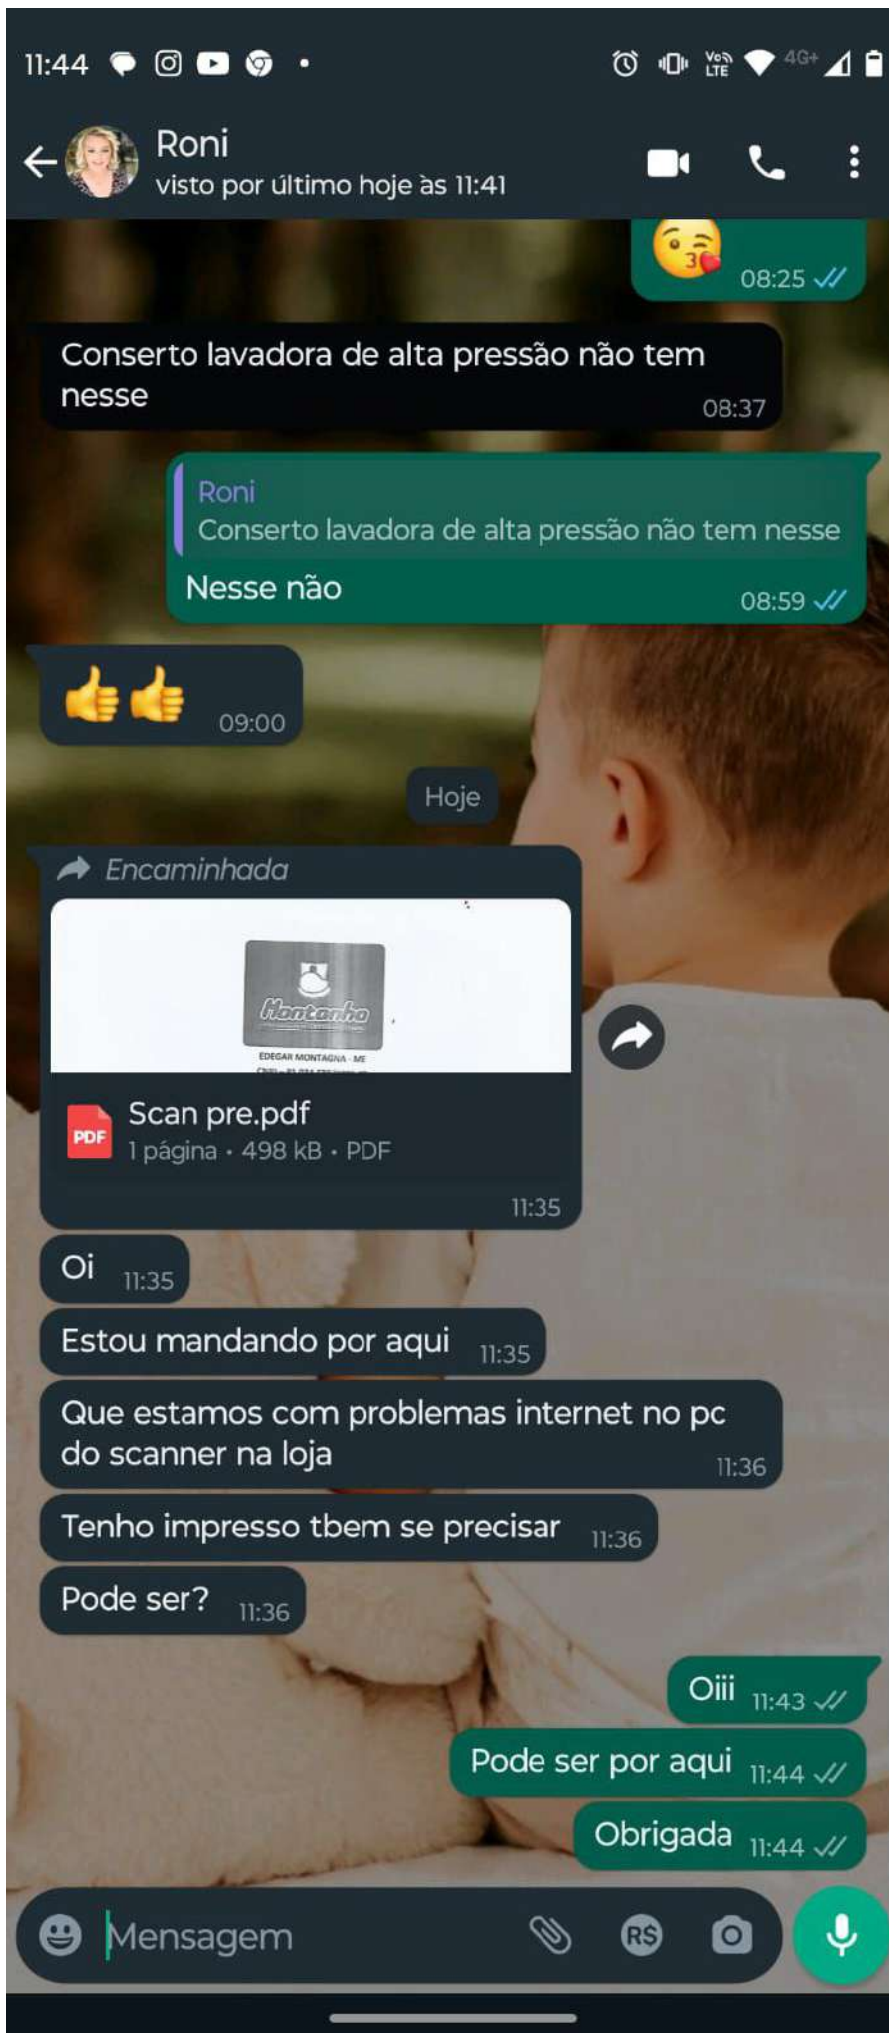 11:44
Vo))
LTE
4G+
Roni
visto por último hoje às 11:41
08:25
Conserto lavadora de alta pressão não tem
nesse
08:37
Roni
Conserto lavadora de alta pressão não tem nesse
Nesse não
08:59
09:00
Hoje
Encaminhada
Montanha
EDEGAR MONTAGNA - ME
PDF
Scan pre.pdf
1 página • 498 kB • PDF
11:35
Oi 11:35
Estou mandando por aqui 11:35
Que estamos com problemas internet no pc
do scanner na loja
11:36
Tenho impresso tbem se precisar 11:36
Pode ser? 11:36
Oiii 11:43
Pode ser por aqui 11:44
Obrigada 11:44
Mensagem
R$